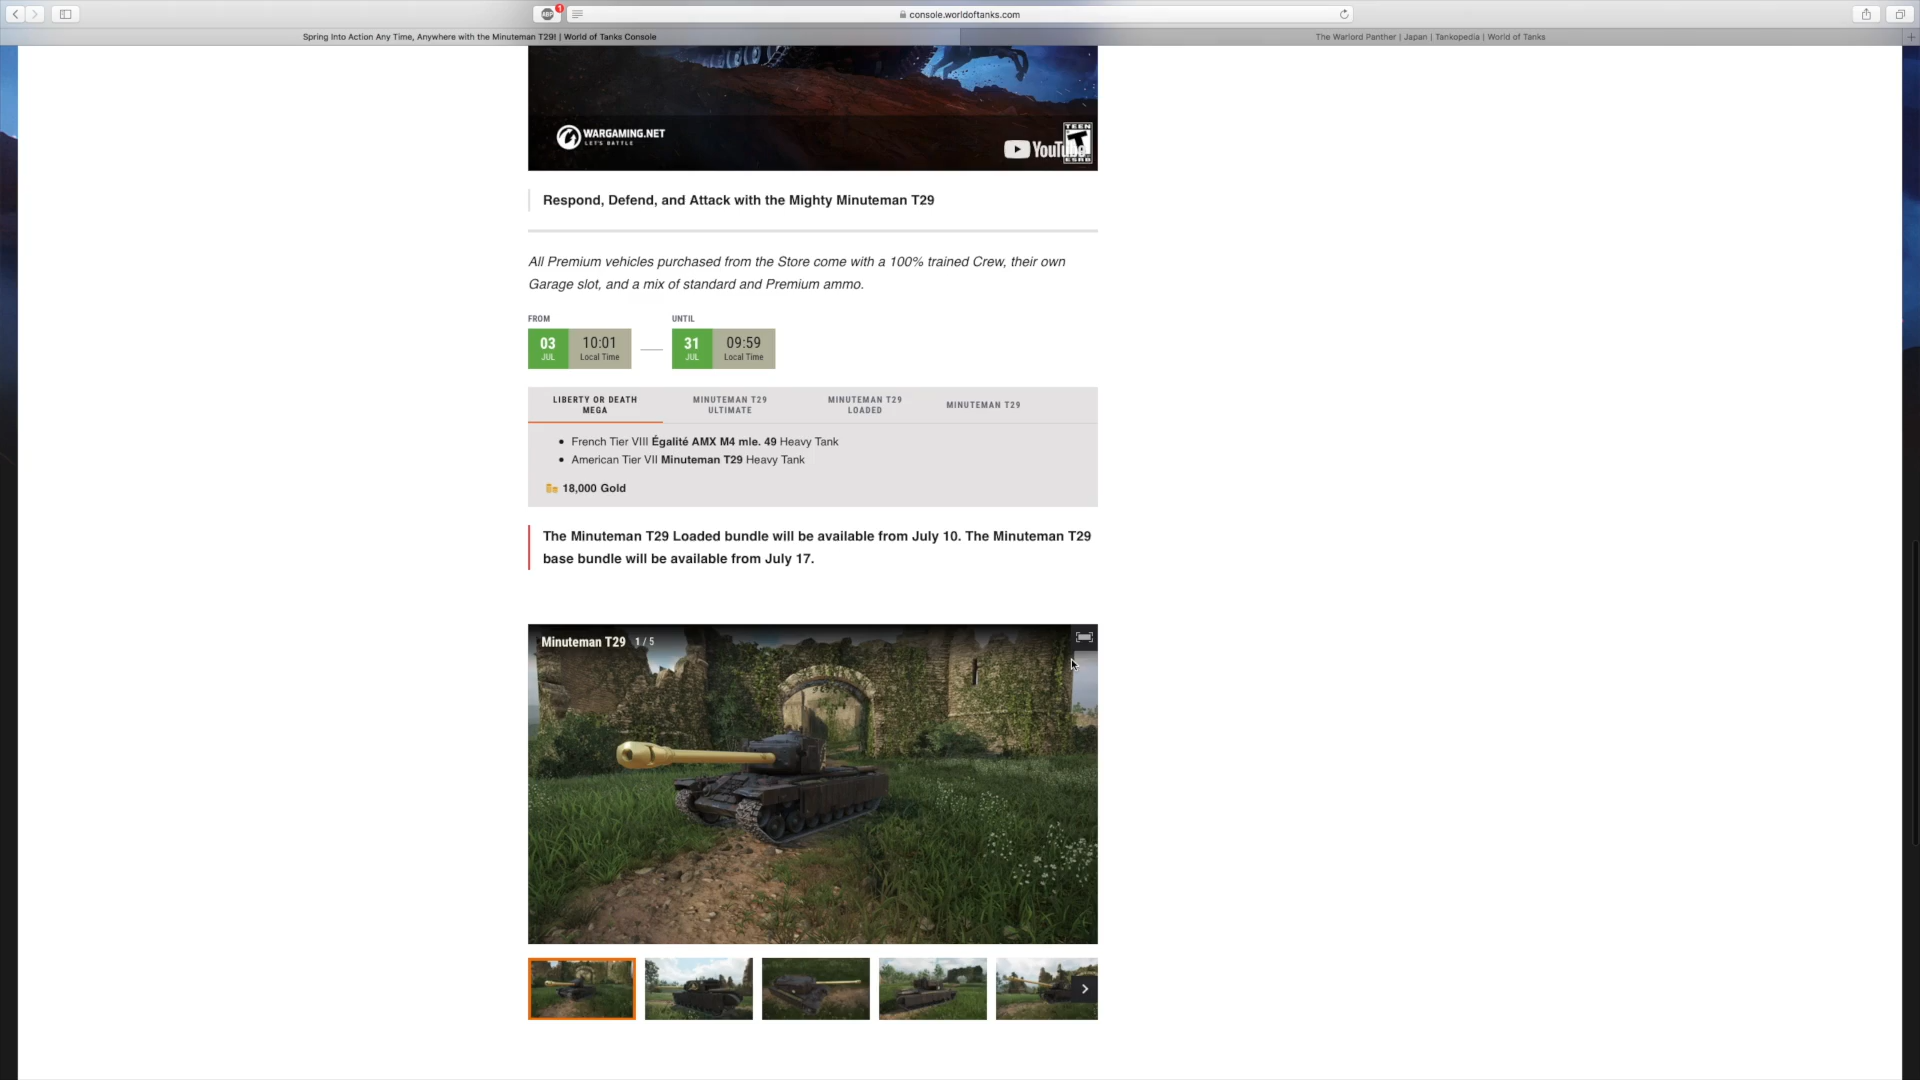 1
console.worldoftanks.com
Spring Into Action Any Time, Anywhere with the Minuteman T29! | World of Tanks Console
The Warlord Panther | Japan | Tankopedia | World of Tanks
WARGAMING.NET
LET'S BATTLE
YouTube
TEEN
T
ESRB
Respond, Defend, and Attack with the Mighty Minuteman T29
All Premium vehicles purchased from the Store come with a 100% trained Crew, their own
Garage slot, and a mix of standard and Premium ammo.
FROM
03
JUL
10:01
Local Time
UNTIL
31
JUL
09:59
Local Time
LIBERTY OR DEATH
MEGA
MINUTEMAN T29
ULTIMATE
MINUTEMAN T29
LOADED
MINUTEMAN T29
• French Tier VIII Égalité AMX M4 mle. 49 Heavy Tank
• American Tier VII Minuteman T29 Heavy Tank
18,000 Gold
The Minuteman T29 Loaded bundle will be available from July 10. The Minuteman T29
base bundle will be available from July 17.
Minuteman T29 1 / 5